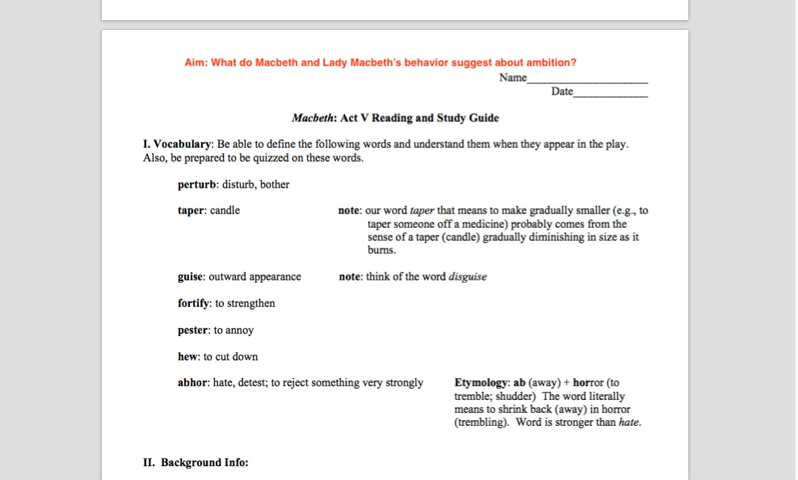 Aim: What do Macbeth and Lady Macbeth's behavior suggest about ambition?
Name____________________
Date____________
Macbeth: Act V Reading and Study Guide
I. Vocabulary: Be able to define the following words and understand them when they appear in the play.
Also, be prepared to be quizzed on these words.
perturb: disturb, bother
taper: candle
note: our word taper that means to make gradually smaller (e.g., to
taper someone off a medicine) probably comes from the
sense of a taper (candle) gradually diminishing in size as it
burns.
guise: outward appearance
note: think of the word disguise
fortify: to strengthen
pester: to annoy
hew: to cut down
abhor: hate, detest; to reject something very strongly
Etymology: ab (away) + horror (to
tremble; shudder) The word literally
means to shrink back (away) in horror
(trembling). Word is stronger than hate.
II. Background Info: